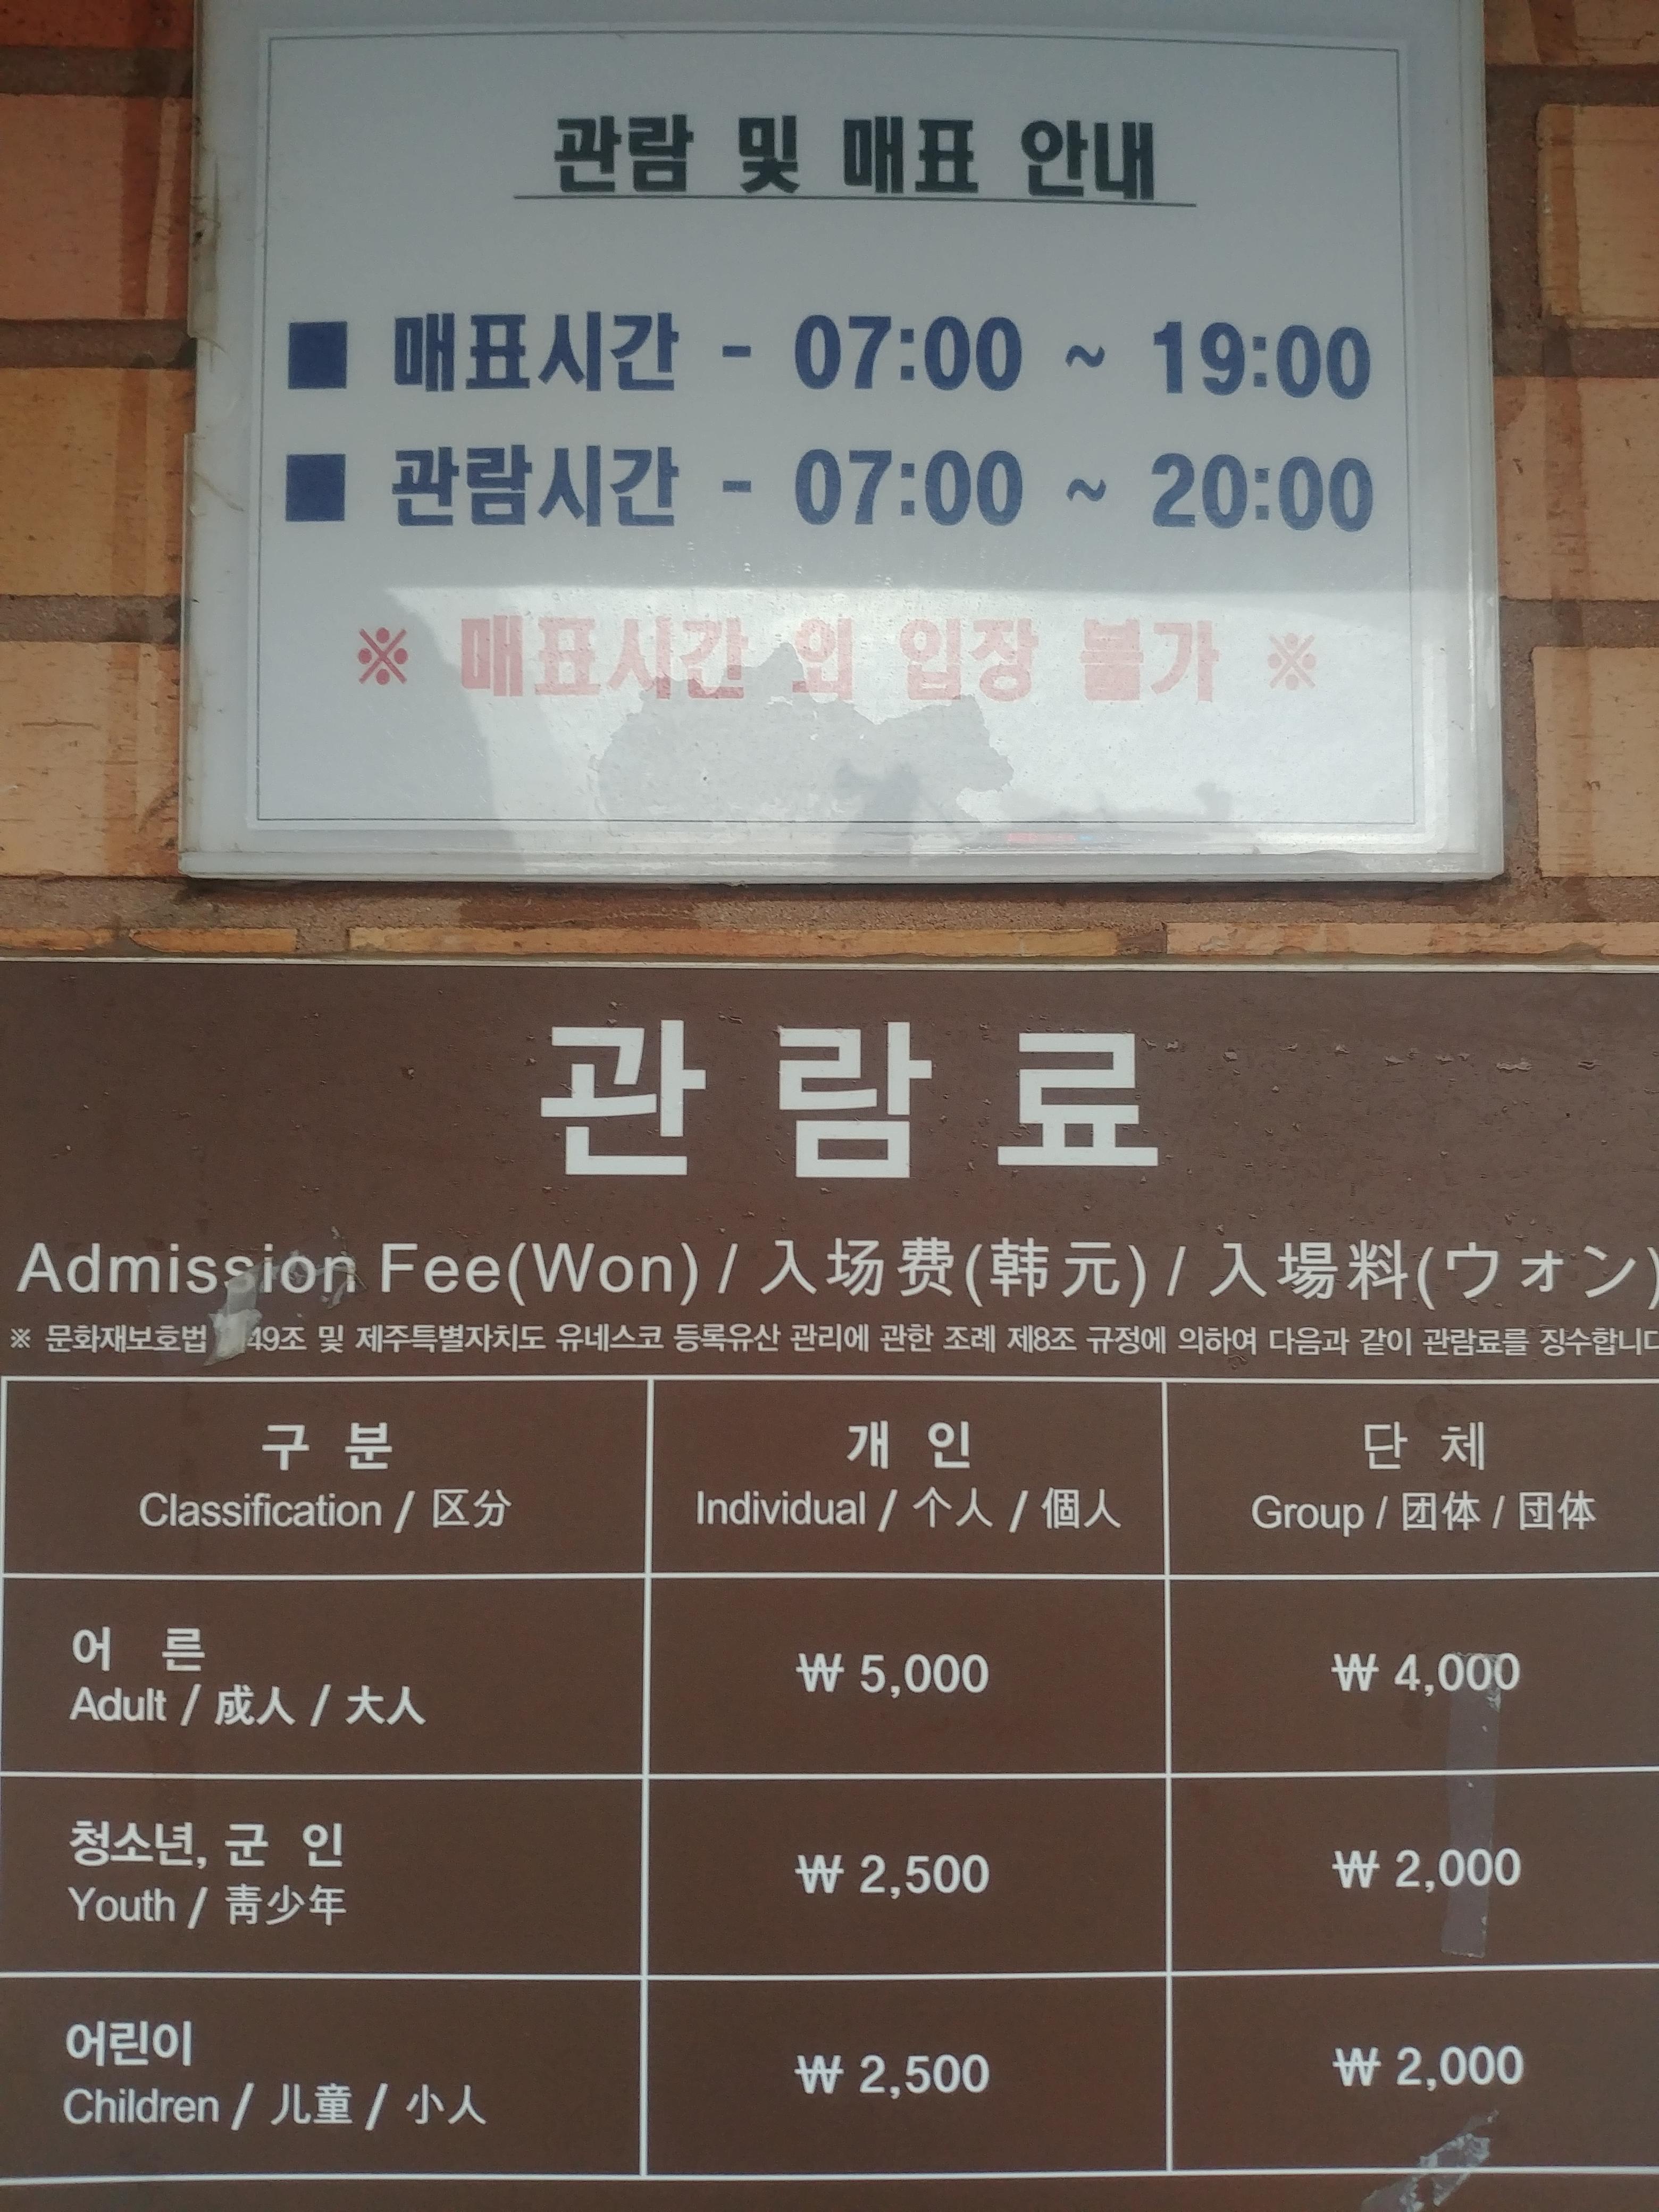 관람 및 매표 안내
■ 매표시간 - 07:00 ~ 19:00
■ 관람시간 - 07:00 ~ 20:00
※ 매표시간 외 입장 불가 ※
관람료
Admission Fee(Won) / 入场费(韩元) / 入場料(ウォン)
※ 문화재보호법 49조 및 제주특별자치도 유네스코 등록유산 관리에 관한 조례 제8조 규정에 의하여 다음과 같이 관람료를 징수합니다
구 분 개 인 단 체
Classification / 区分 Individual / 个人 / 個人 Group / 团体 / 団体
어 른
Adult / 成人 / 大人 ₩ 5,000 ₩ 4,000
청소년, 군 인
Youth / 靑少年 ₩ 2,500 ₩ 2,000
어린이
Children / 儿童 / 小人 ₩ 2,500 ₩ 2,000